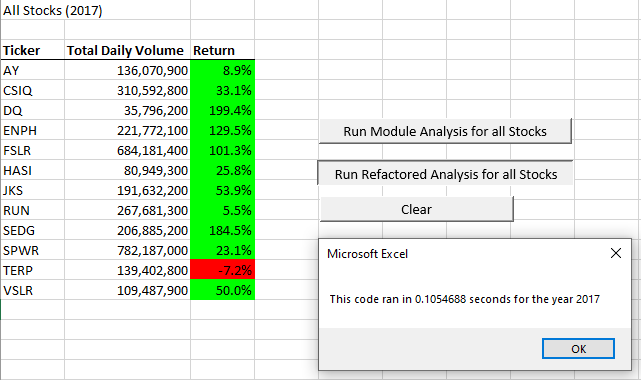 All Stocks (2017)
Ticker Total Daily Volume Return
AY 136,070,900 8.9%
CSIQ 310,592,800 33.1%
DQ 35,796,200 199.4%
ENPH 221,772,100 129.5%
FSLR 684,181,400 101.3%
HASI 80,949,300 25.8%
JKS 191,632,200 53.9%
RUN 267,681,300 5.5%
SEDG 206,885,200 184.5%
SPWR 782,187,000 23.1%
TERP 139,402,800 -7.2%
VSLR 109,487,900 50.0%
Run Module Analysis for all Stocks
Run Refactored Analysis for all Stocks
Clear
Microsoft Excel
This code ran in 0.1054688 seconds for the year 2017
OK